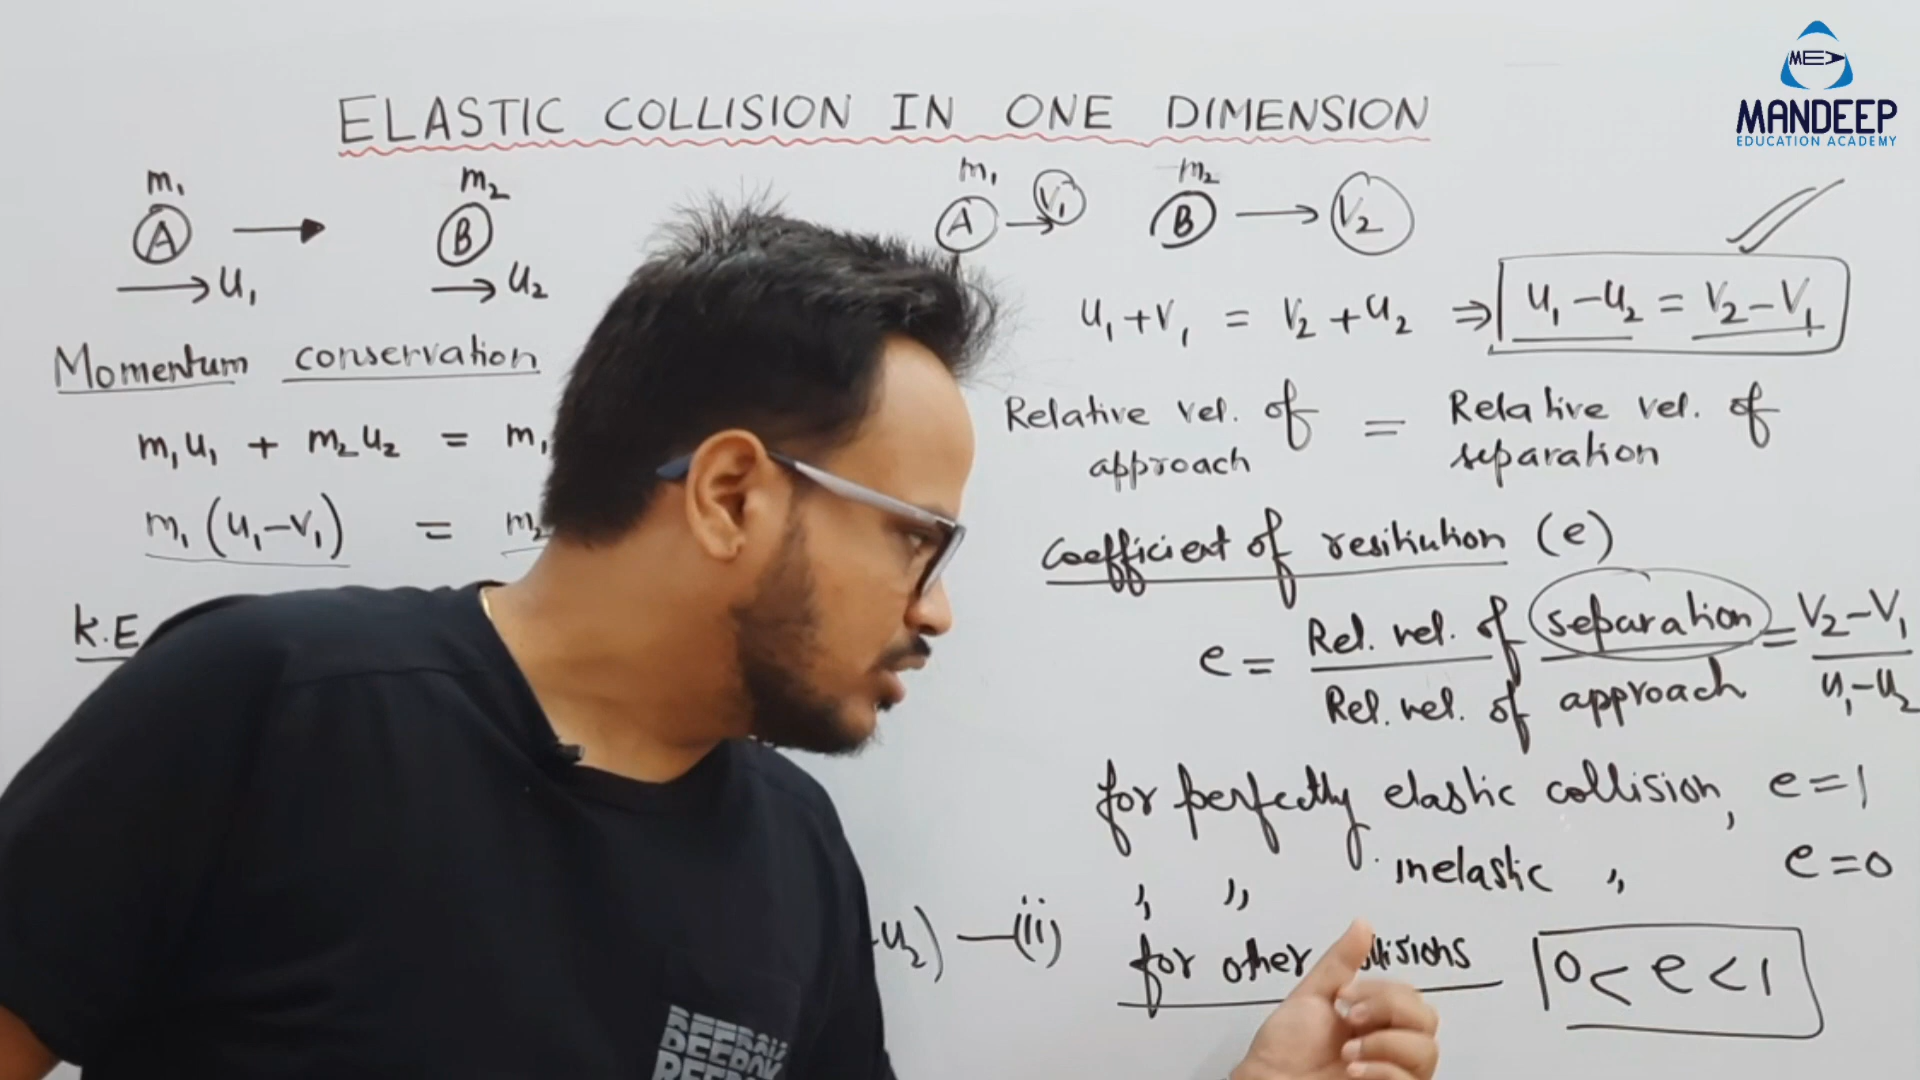 MEA
MANDEEP
EDUCATION ACADEMY
ELASTIC COLLISION IN ONE DIMENSION
m₁ m₂
A B
u₁ u₂
Momentum conservation
m₁u₁ + m₂u₂ = m₁
m₁(u₁-v₁) = m₂
K.E
m₁ m₂
A V₁ B V₂
u₁+v₁ = v₂+u₂ ⇒ u₁-u₂ = v₂-v₁
Relative vel. of = Relative vel. of
approach separation
coefficient of resitiution (e)
e = Rel. vel. of separation = V₂-V₁
Rel. vel. of approach u₁-u₂
for perfectly elastic collision, e=1
,, ,, inelastic ,, e=0
u₂) —(ii)
for other 0< e <1